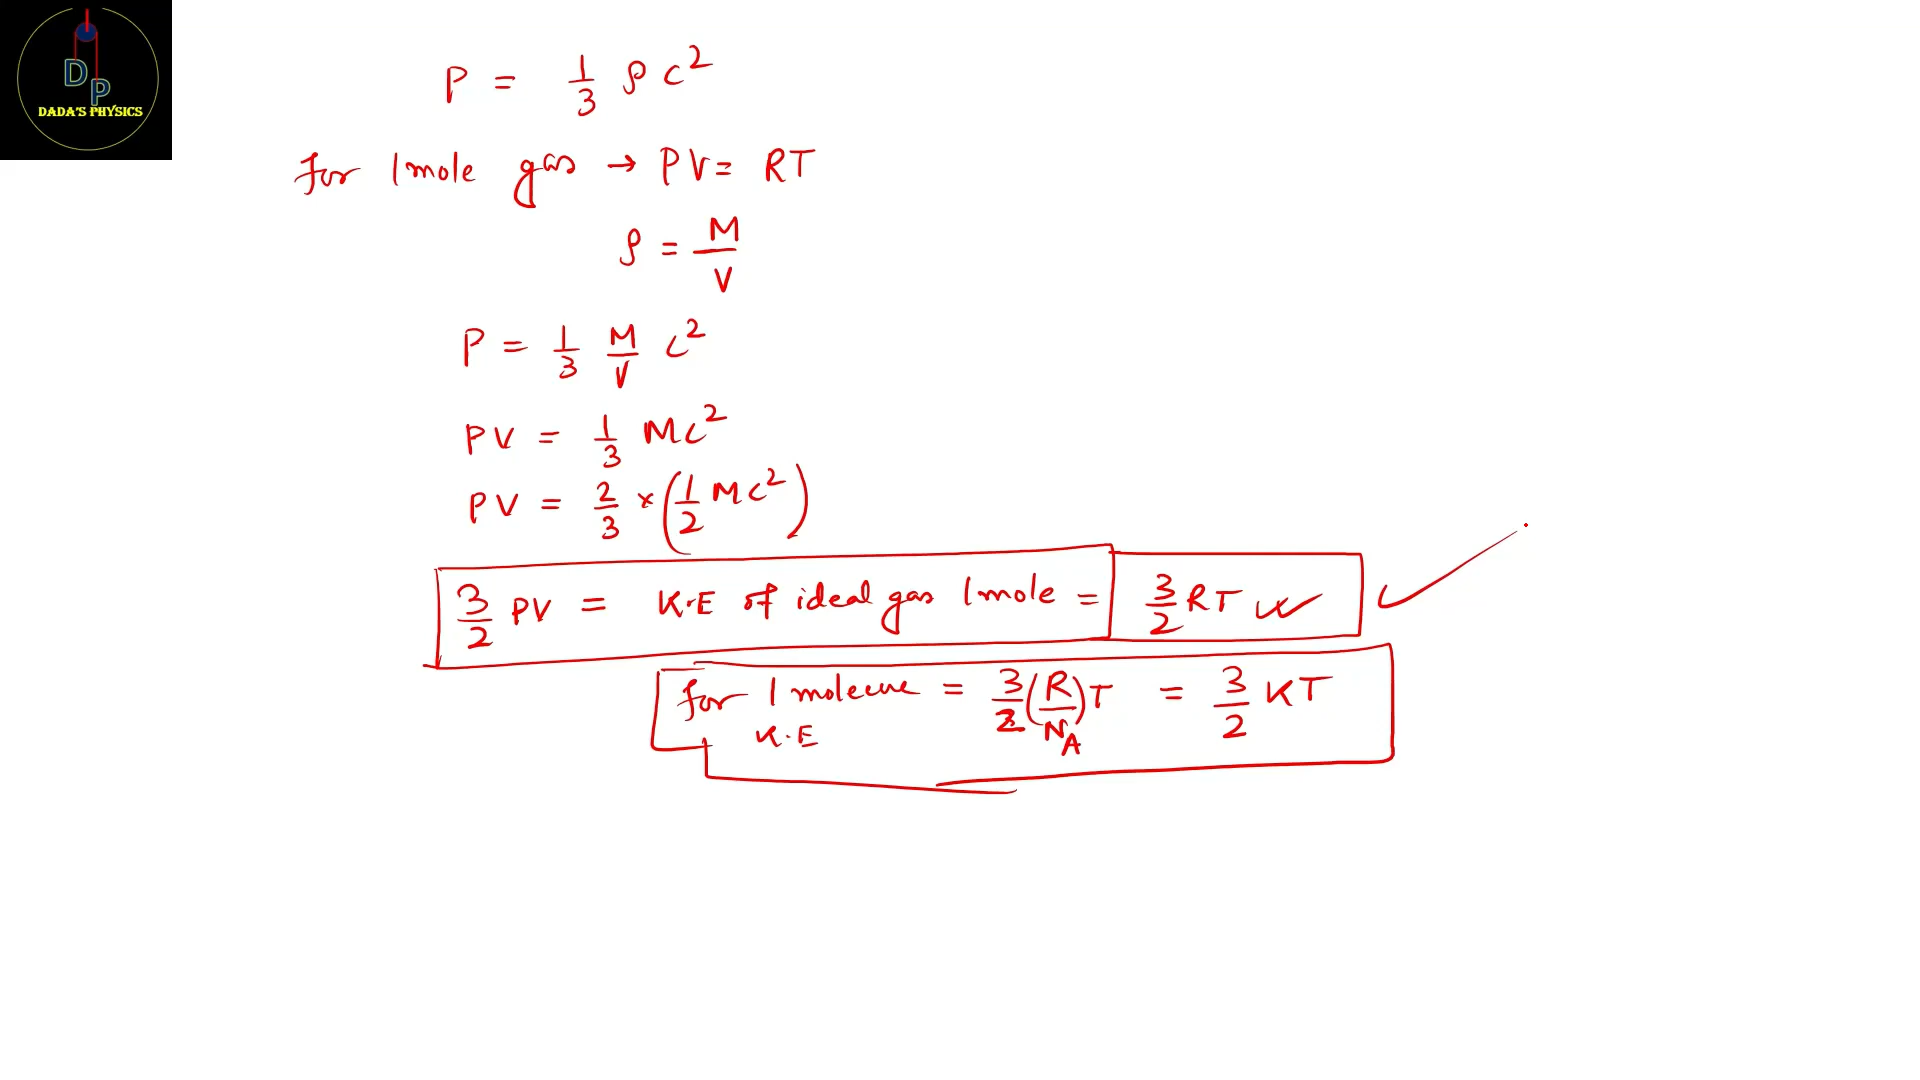 DP
DADA'S PHYSICS
P = 1/3 ρ c²
for 1 mole gas → PV = RT
ρ = M/V
P = 1/3 M/V c²
PV = 1/3 Mc²
PV = 2/3 × (1/2 Mc²)
3/2 PV = K.E of ideal gas 1 mole = 3/2 RT
for 1 molecule = 3/2 (R/N_A) T = 3/2 KT
K.E